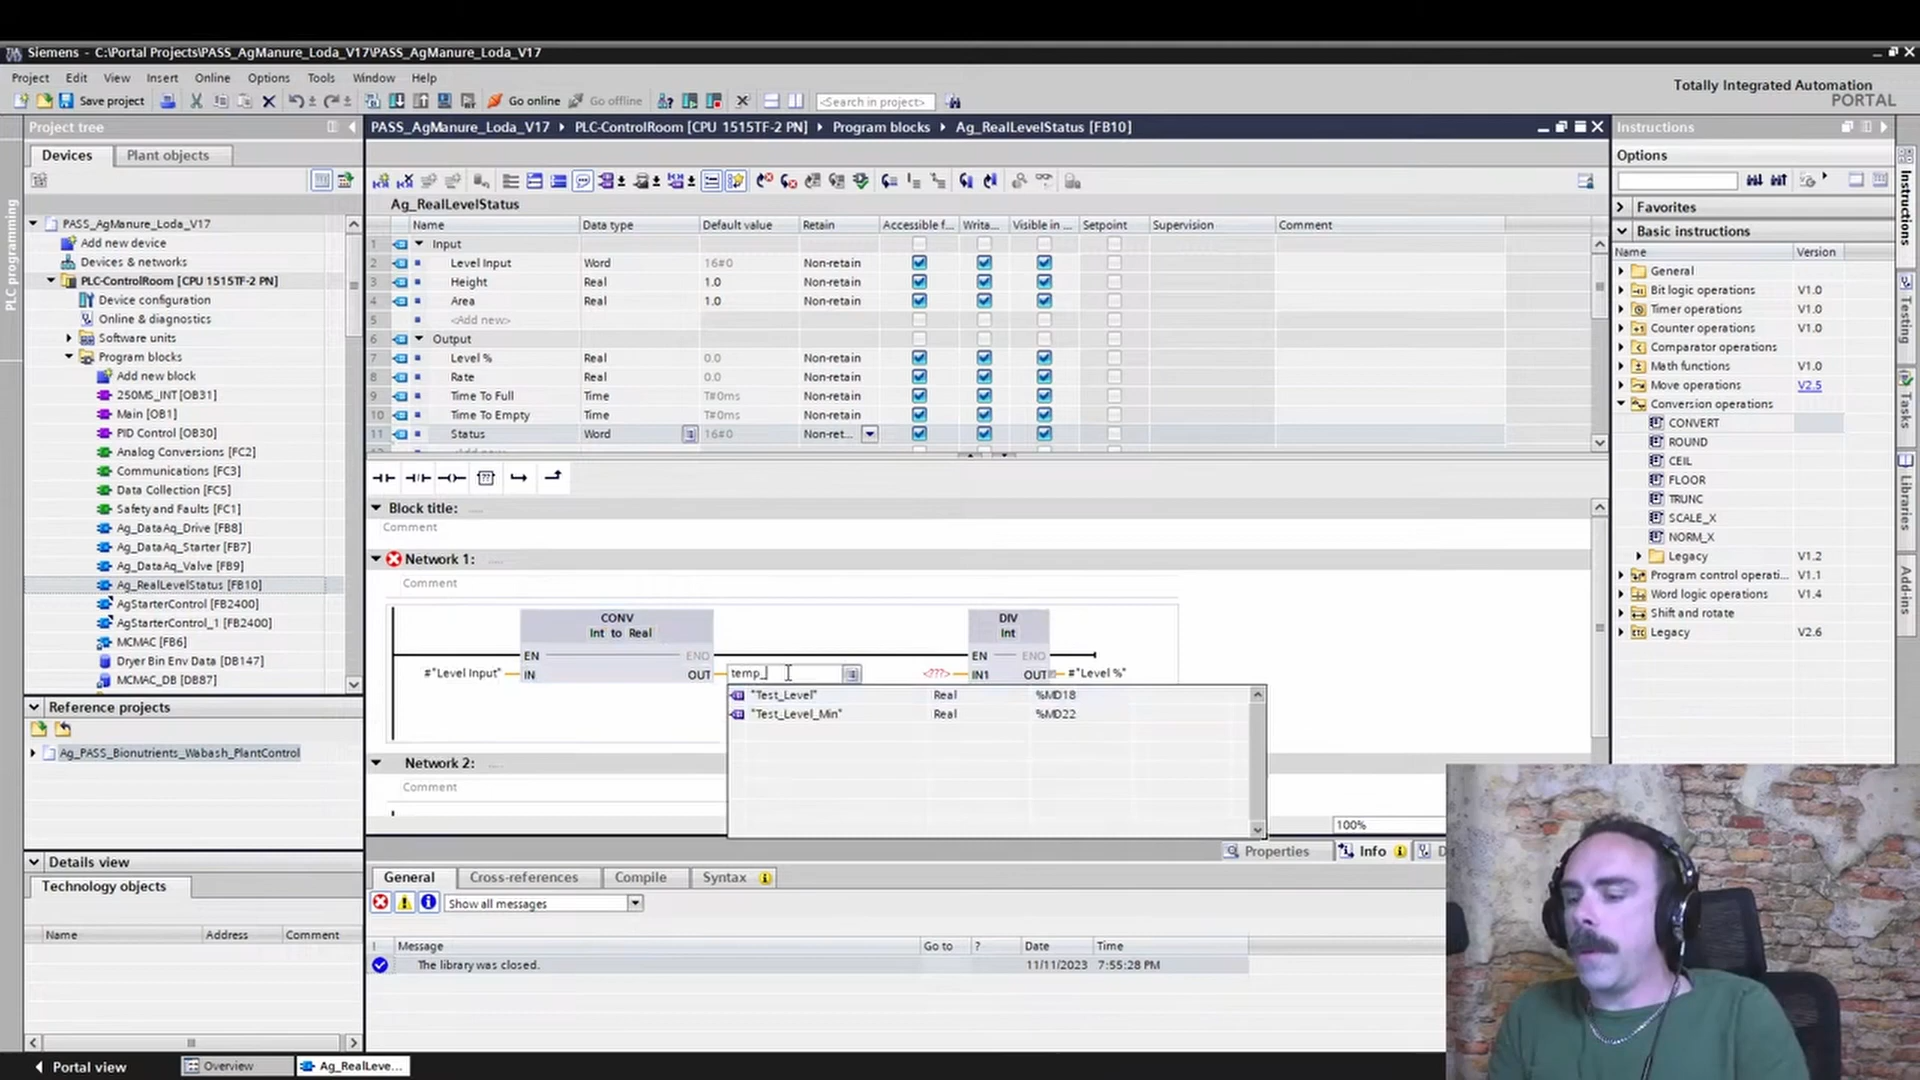 Siemens - C:\Portal Projects\PASS_AgManure_Loda_V17\PASS_AgManure_Loda_V17
Project Edit View Insert Online Options Tools Window Help
Totally Integrated Automation
PORTAL
Save project Go online Go offline <Search in project>
Project tree
PASS_AgManure_Loda_V17 PLC-ControlRoom [CPU 1515TF-2 PN] Program blocks Ag_RealLevelStatus [FB10]
Instructions
Devices Plant objects
Options
PLC programming
PASS_AgManure_Loda_V17
Add new device
Devices & networks
PLC-ControlRoom [CPU 1515TF-2 PN]
Device configuration
Online & diagnostics
Software units
Program blocks
Add new block
250MS_INT [OB31]
Main [OB1]
PID Control [OB30]
Analog Conversions [FC2]
Communications [FC3]
Data Collection [FC5]
Safety and Faults [FC1]
Ag_DataAq_Drive [FB8]
Ag_DataAq_Starter [FB7]
Ag_DataAq_Valve [FB9]
Ag_RealLevelStatus [FB10]
AgStarterControl [FB2400]
AgStarterControl_1 [FB2400]
MCMAC [FB6]
Dryer Bin Env Data [DB147]
MCMAC_DB [DB87]
Reference projects
Ag_PASS_Bionutrients_Wabash_PlantControl
Details view
Technology objects
Name Address Comment
Ag_RealLevelStatus
Name Data type Default value Retain Accessible f... Writa... Visible in ... Setpoint Supervision Comment
1 Input
2 Level Input Word 16#0 Non-retain
3 Height Real 1.0 Non-retain
4 Area Real 1.0 Non-retain
5 <Add new>
6 Output
7 Level % Real 0.0 Non-retain
8 Rate Real 0.0 Non-retain
9 Time To Full Time T#0ms Non-retain
10 Time To Empty Time T#0ms Non-retain
11 Status Word 16#0 Non-ret...
Block title: .....
Comment
Network 1: .....
Comment
CONV
Int to Real
EN ENO
#"Level Input" IN OUT temp_
DIV
Int
EN ENO
<???> IN1 OUT #"Level %"
"Test_Level" Real %MD18
"Test_Level_Min" Real %MD22
Network 2: .....
Comment
100%
Properties Info
General Cross-references Compile Syntax
Show all messages
! Message Go to ? Date Time
The library was closed. 11/11/2023 7:55:28 PM
Favorites
Basic instructions
Name Version
General
Bit logic operations V1.0
Timer operations V1.0
Counter operations V1.0
Comparator operations
Math functions V1.0
Move operations V2.5
Conversion operations
CONVERT
ROUND
CEIL
FLOOR
TRUNC
SCALE_X
NORM_X
Legacy V1.2
Program control operati... V1.1
Word logic operations V1.4
Shift and rotate
Legacy V2.6
Instructions
Testing
Tasks
Libraries
Add-ins
Portal view Overview Ag_RealLeve...